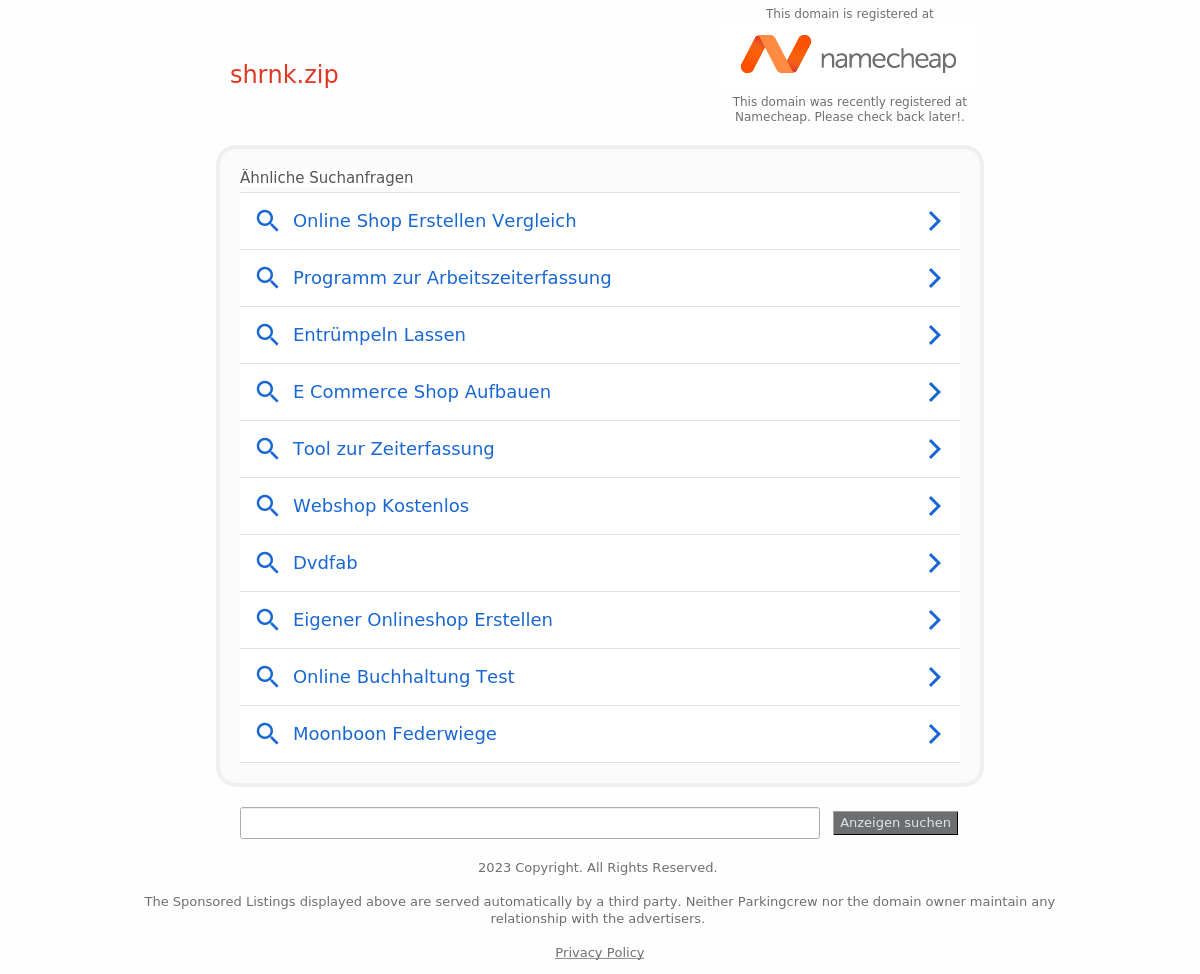 This domain is registered at
namecheap
shrnk.zip
This domain was recently registered at
Namecheap. Please check back later!.
Ähnliche Suchanfragen
Online Shop Erstellen Vergleich
Programm zur Arbeitszeiterfassung
Entrümpeln Lassen
E Commerce Shop Aufbauen
Tool zur Zeiterfassung
Webshop Kostenlos
Dvdfab
Eigener Onlineshop Erstellen
Online Buchhaltung Test
Moonboon Federwiege
Anzeigen suchen
2023 Copyright. All Rights Reserved.
The Sponsored Listings displayed above are served automatically by a third party. Neither Parkingcrew nor the domain owner maintain any
relationship with the advertisers.
Privacy Policy